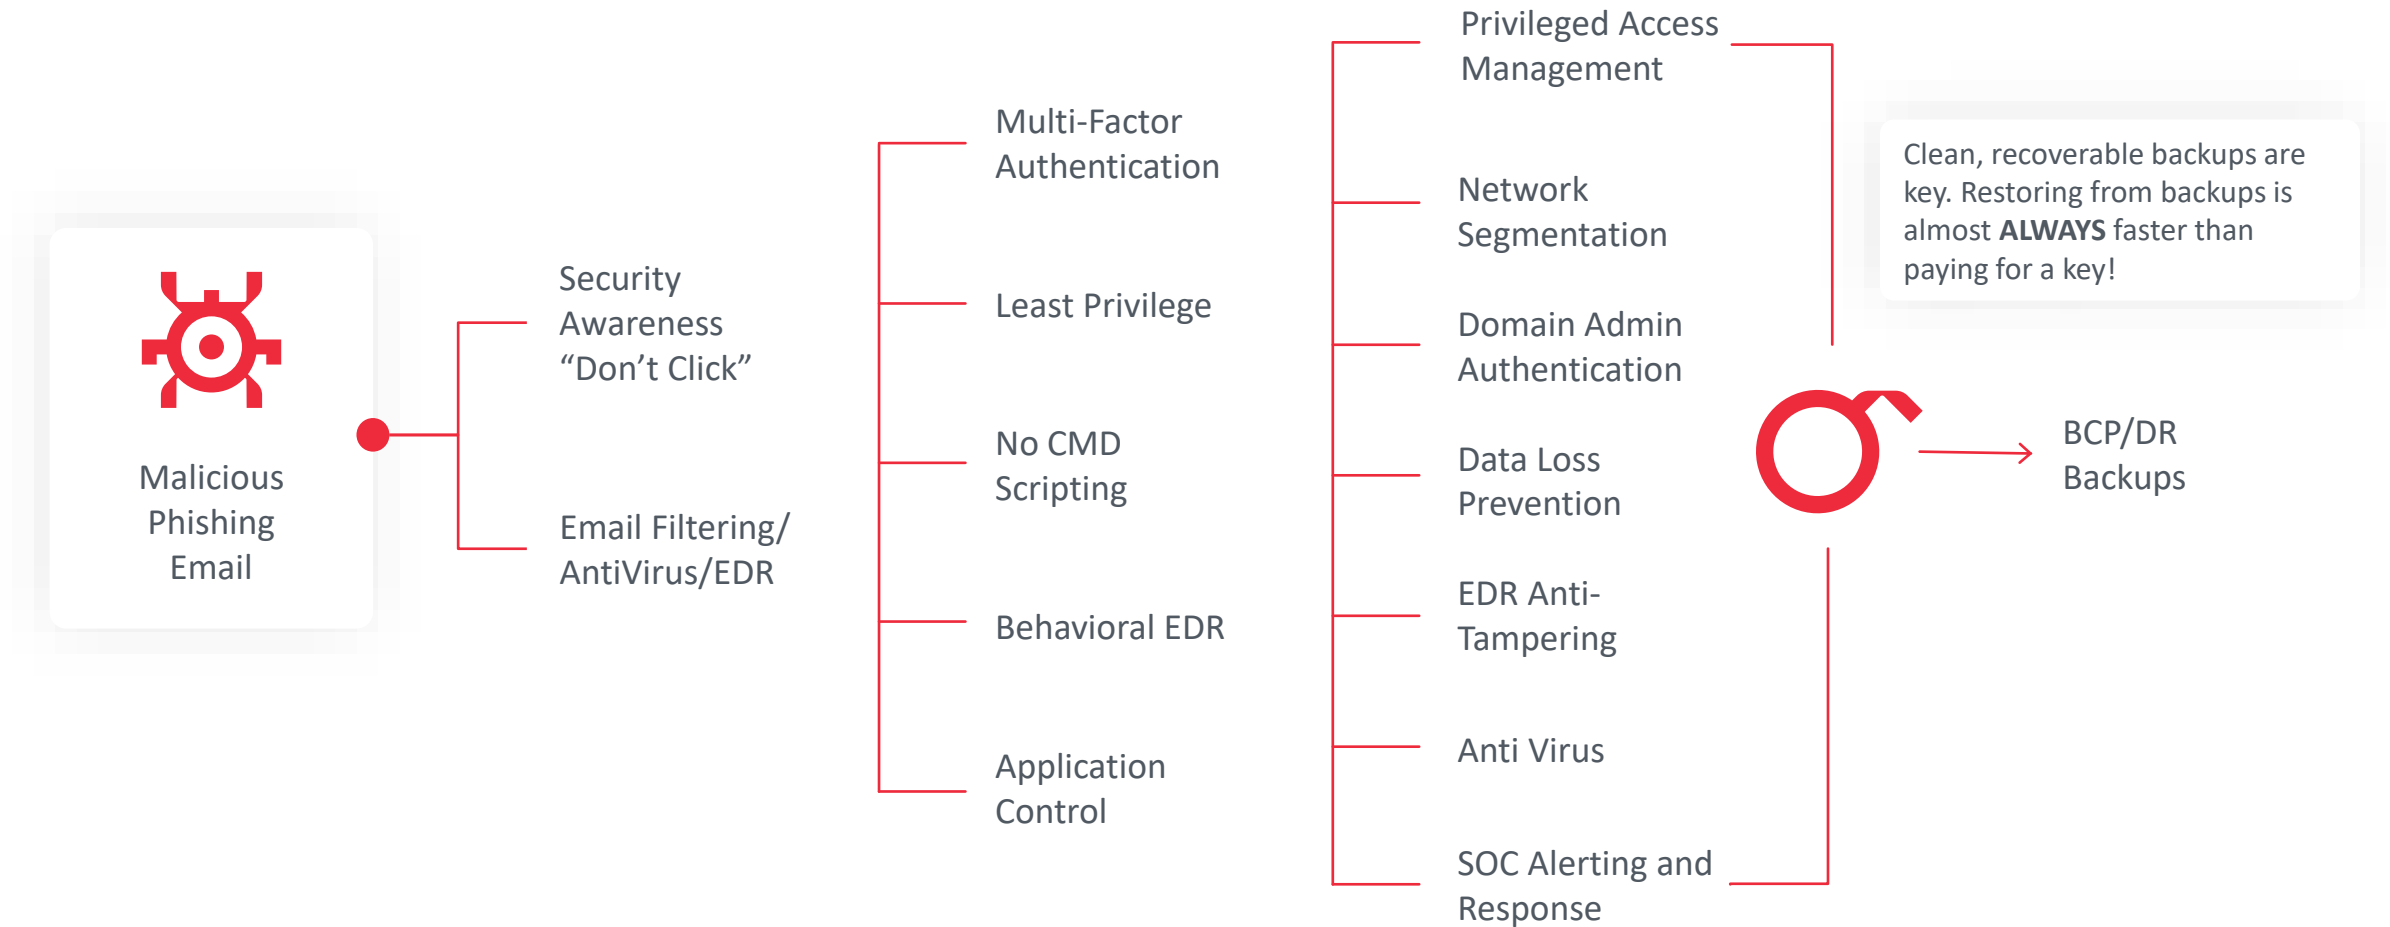 Malicious
Phishing
Email
Security
Awareness
“Don’t Click”
Email Filtering/
AntiVirus/EDR
Multi-Factor
Authentication
Least Privilege
No CMD
Scripting
Behavioral EDR
Application
Control
Privileged Access
Management
Network
Segmentation
Domain Admin
Authentication
Data Loss
Prevention
EDR Anti-
Tampering
Anti Virus
SOC Alerting and
Response
Clean, recoverable backups are
key. Restoring from backups is
almost ALWAYS faster than
paying for a key!
BCP/DR
Backups